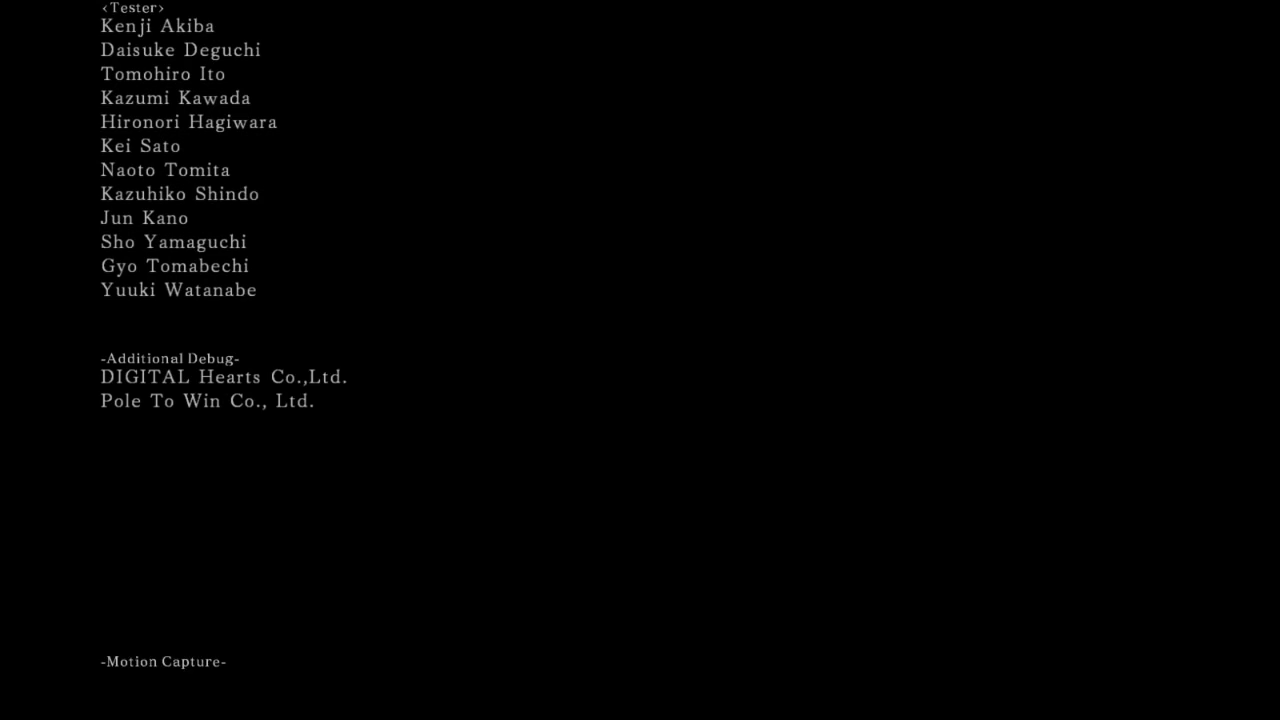 <Tester>
Kenji Akiba
Daisuke Deguchi
Tomohiro Ito
Kazumi Kawada
Hironori Hagiwara
Kei Sato
Naoto Tomita
Kazuhiko Shindo
Jun Kano
Sho Yamaguchi
Gyo Tomabechi
Yuuki Watanabe
-Additional Debug-
DIGITAL Hearts Co.,Ltd.
Pole To Win Co., Ltd.
-Motion Capture-